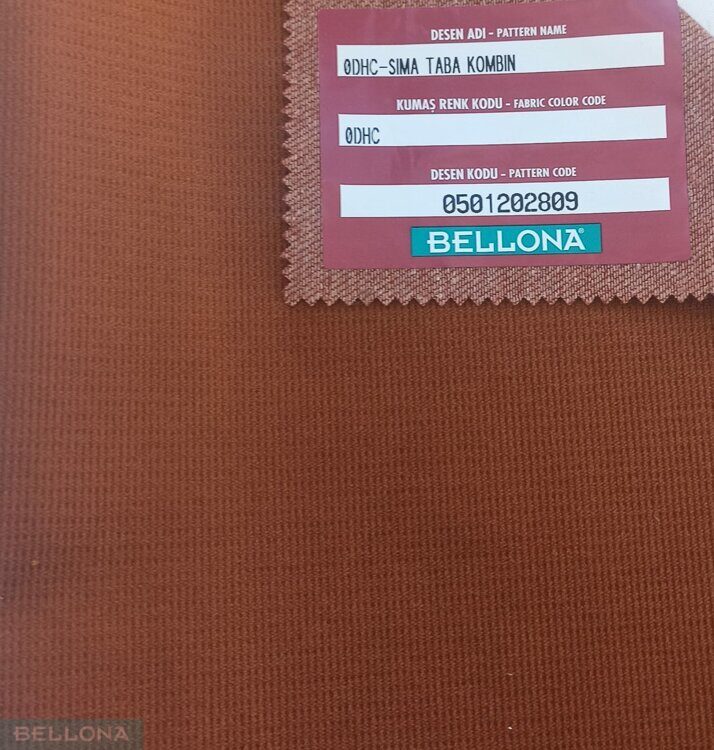 DESEN ADI - PATTERN NAME
0DHC-SIMA TABA KOMBIN
KUMAŞ RENK KODU - FABRIC COLOR CODE
0DHC
DESEN KODU - PATTERN CODE
0501202809
BELLONA®
BELLONA